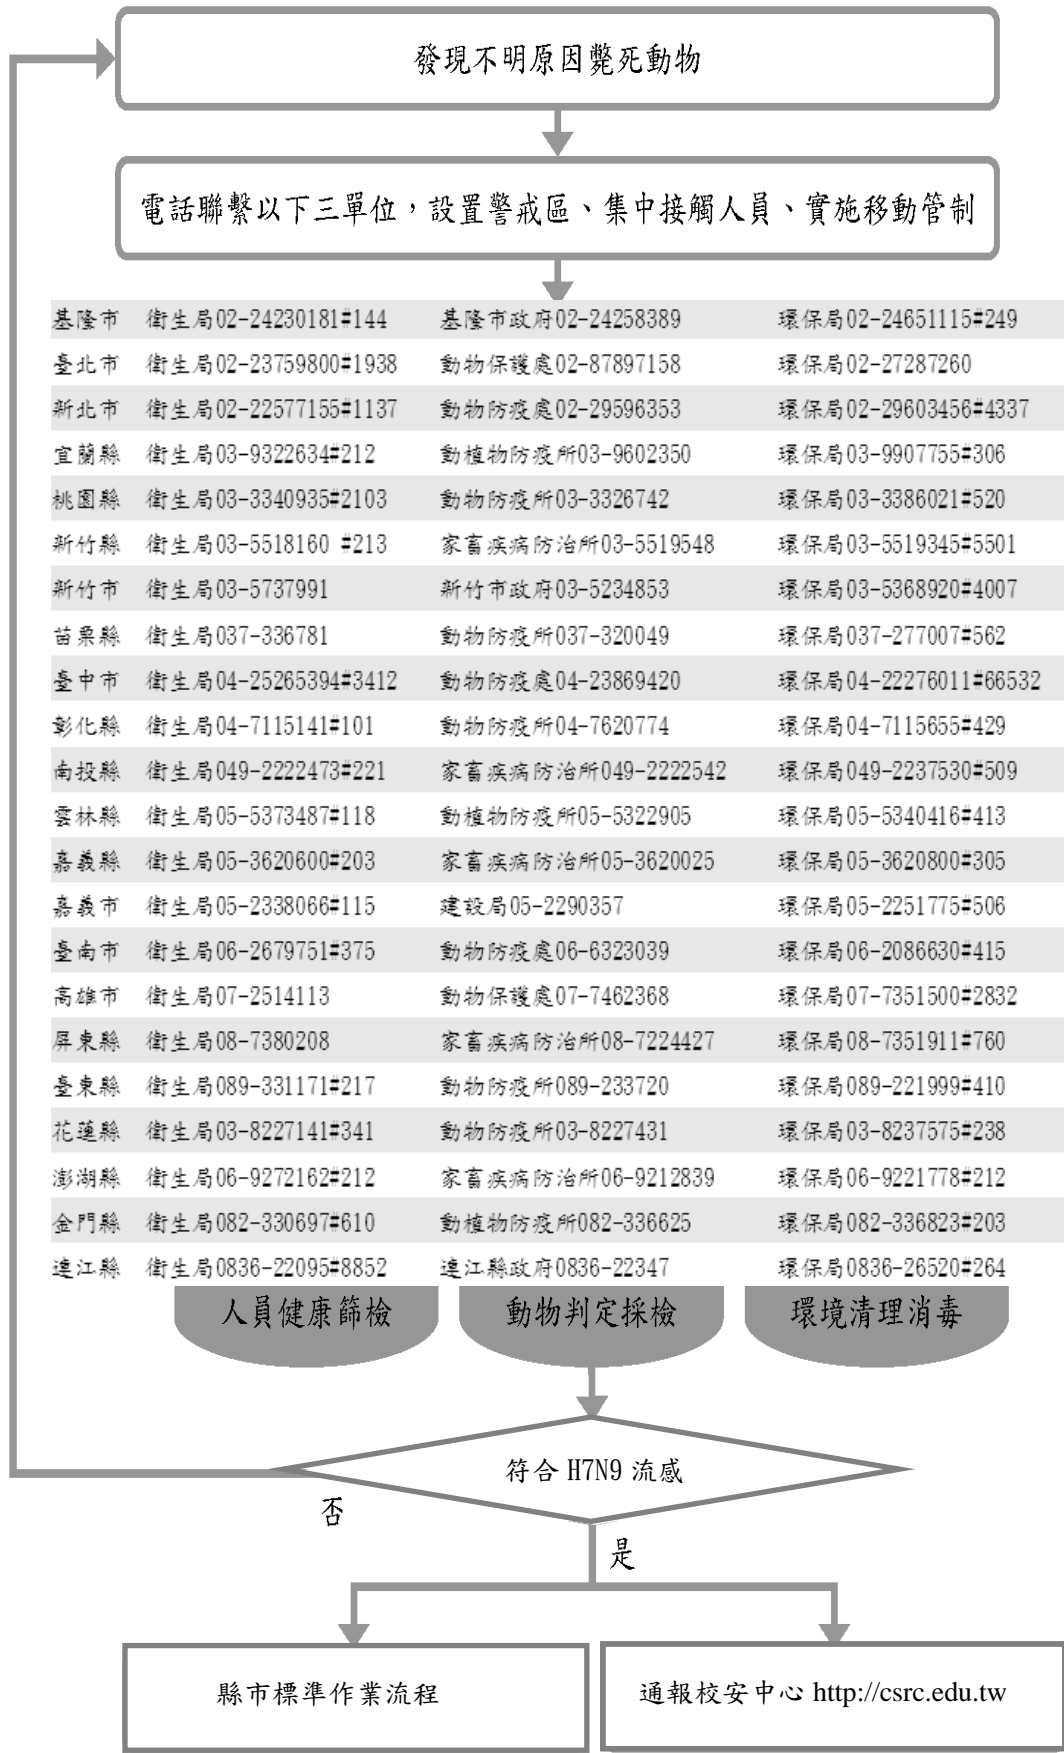 發現不明原因斃死動物
電話聯繫以下三單位，設置警戒區、集中接觸人員、實施移動管制
基隆市 衛生局02-24230181#144 基隆市政府02-24258389 環保局02-24651115#249
臺北市 衛生局02-23759800#1938 動物保護處02-87897158 環保局02-27287260
新北市 衛生局02-22577155#1137 動物防疫處02-29596353 環保局02-29603456#4337
宜蘭縣 衛生局03-9322634#212 動植物防疫所03-9602350 環保局03-9907755#306
桃園縣 衛生局03-3340935#2103 動物防疫所03-3326742 環保局03-3386021#520
新竹縣 衛生局03-5518160 #213 家畜疾病防治所03-5519548 環保局03-5519345#5501
新竹市 衛生局03-5737991 新竹市政府03-5234853 環保局03-5368920#4007
苗栗縣 衛生局037-336781 動物防疫所037-320049 環保局037-277007#562
臺中市 衛生局04-25265394#3412 動物防疫處04-23869420 環保局04-22276011#66532
彰化縣 衛生局04-7115141#101 動物防疫所04-7620774 環保局04-7115655#429
南投縣 衛生局049-2222473#221 家畜疾病防治所049-2222542 環保局049-2237530#509
雲林縣 衛生局05-5373487#118 動植物防疫所05-5322905 環保局05-5340416#413
嘉義縣 衛生局05-3620600#203 家畜疾病防治所05-3620025 環保局05-3620800#305
嘉義市 衛生局05-2338066#115 建設局05-2290357 環保局05-2251775#506
臺南市 衛生局06-2679751#375 動物防疫處06-6323039 環保局06-2086630#415
高雄市 衛生局07-2514113 動物保護處07-7462368 環保局07-7351500#2832
屏東縣 衛生局08-7380208 家畜疾病防治所08-7224427 環保局08-7351911#760
臺東縣 衛生局089-331171#217 動物防疫所089-233720 環保局089-221999#410
花蓮縣 衛生局03-8227141#341 動物防疫所03-8227431 環保局03-8237575#238
澎湖縣 衛生局06-9272162#212 家畜疾病防治所06-9212839 環保局06-9221778#212
金門縣 衛生局082-330697#610 動植物防疫所082-336625 環保局082-336823#203
連江縣 衛生局0836-22095#8852 連江縣政府0836-22347 環保局0836-26520#264
人員健康篩檢 動物判定採檢 環境清理消毒
符合 H7N9 流感
否
是
縣市標準作業流程 通報校安中心 http://csrc.edu.tw